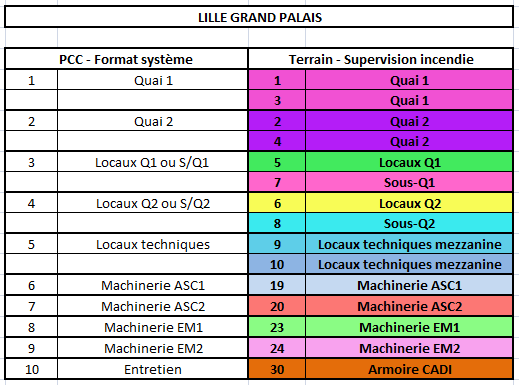 LILLE GRAND PALAIS
PCC - Format système Terrain - Supervision incendie
1 Quai 1 1 Quai 1
3 Quai 1
2 Quai 2 2 Quai 2
4 Quai 2
3 Locaux Q1 ou S/Q1 5 Locaux Q1
7 Sous-Q1
4 Locaux Q2 ou S/Q2 6 Locaux Q2
8 Sous-Q2
5 Locaux techniques 9 Locaux techniques mezzanine
10 Locaux techniques mezzanine
6 Machinerie ASC1 19 Machinerie ASC1
7 Machinerie ASC2 20 Machinerie ASC2
8 Machinerie EM1 23 Machinerie EM1
9 Machinerie EM2 24 Machinerie EM2
10 Entretien 30 Armoire CADI